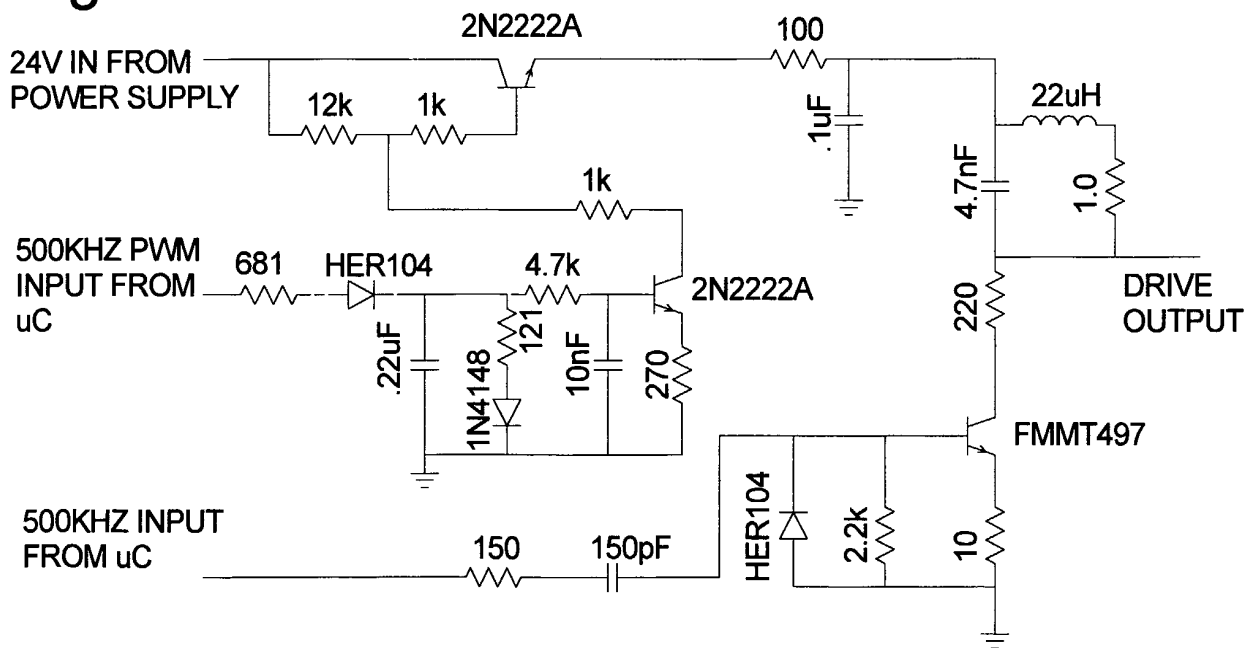 2N2222A
100
24V IN FROM
POWER SUPPLY
12k
1k
.1uF
22uH
4.7nF
1.0
1k
500KHZ PWM
INPUT FROM
uC
681
HER104
4.7k
2N2222A
DRIVE
OUTPUT
220
.22uF
121
1N4148
10nF
270
FMMT497
500KHZ INPUT
FROM uC
150
150pF
HER104
2.2k
10